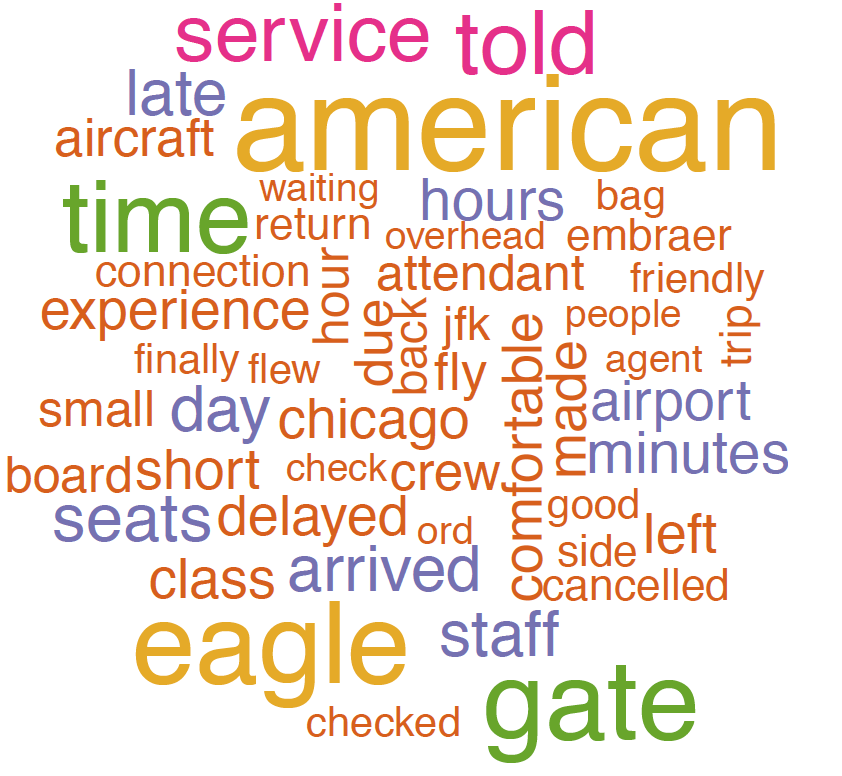 service told
late
american
aircraft
time
waiting
hours
bag
return
overhead
embraer
connection
hour
attendant
friendly
experience
due
back
jfk
people
trip
finally
flew
fly
comfortable
made
agent
small
day
chicago
airport
board
short
check
crew
minutes
seats
delayed
ord
good
left
side
class
arrived
cancelled
eagle
staff
gate
checked